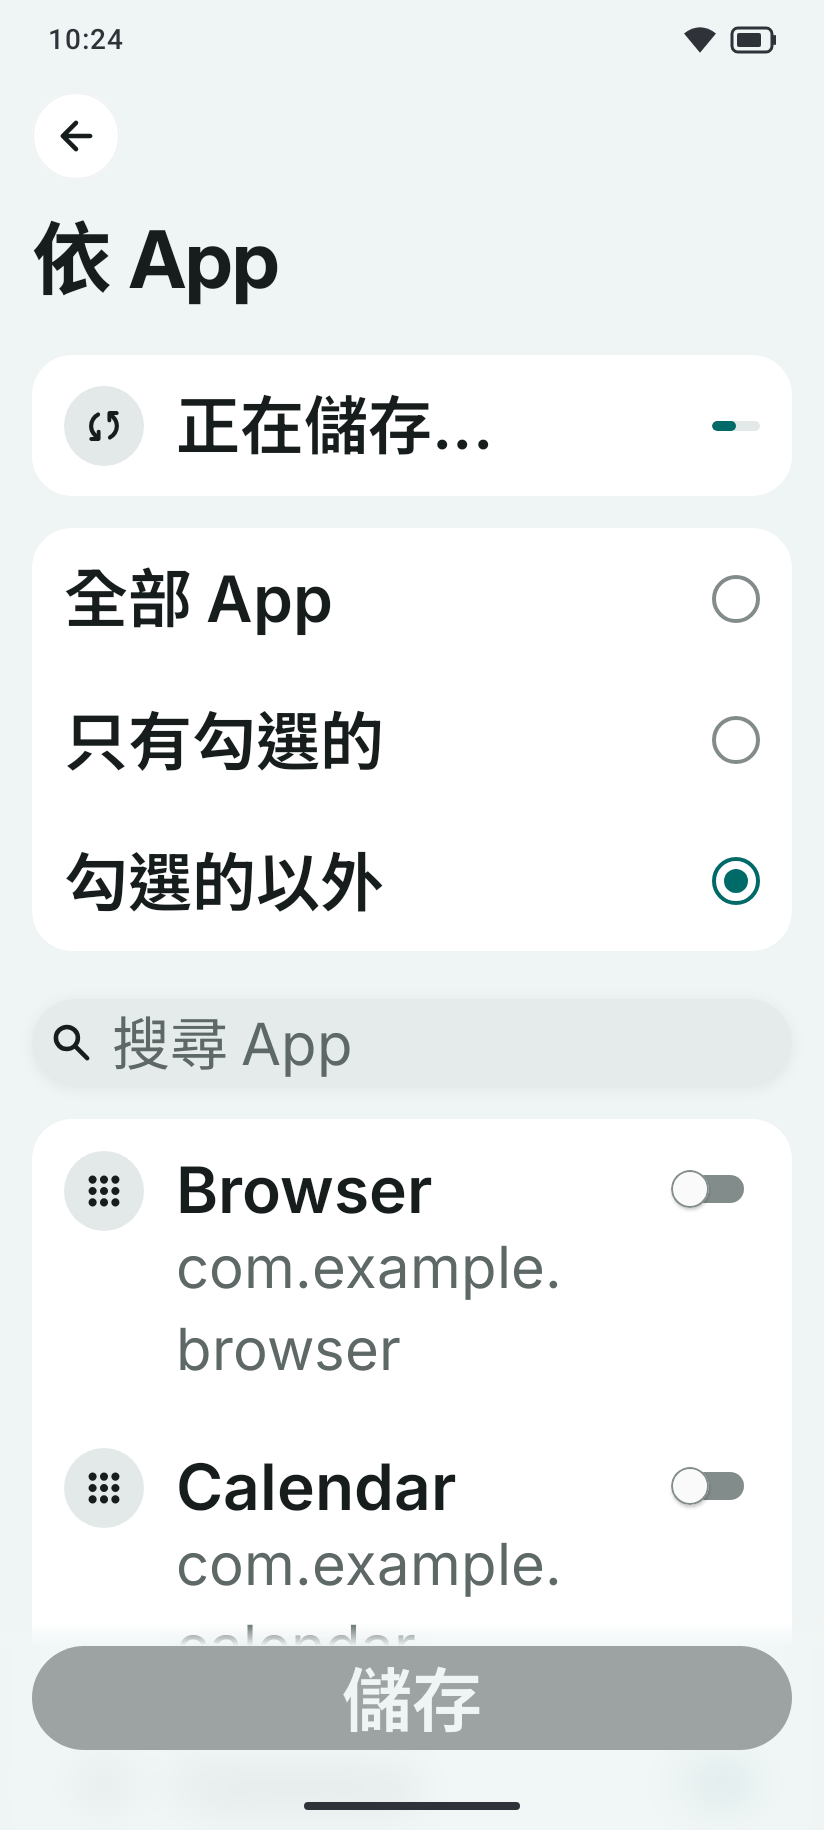 10:24
依 App
正在儲存...
全部 App
只有勾選的
勾選的以外
搜尋 App
Browser
com.example.
browser
Calendar
com.example.
calendar
儲存